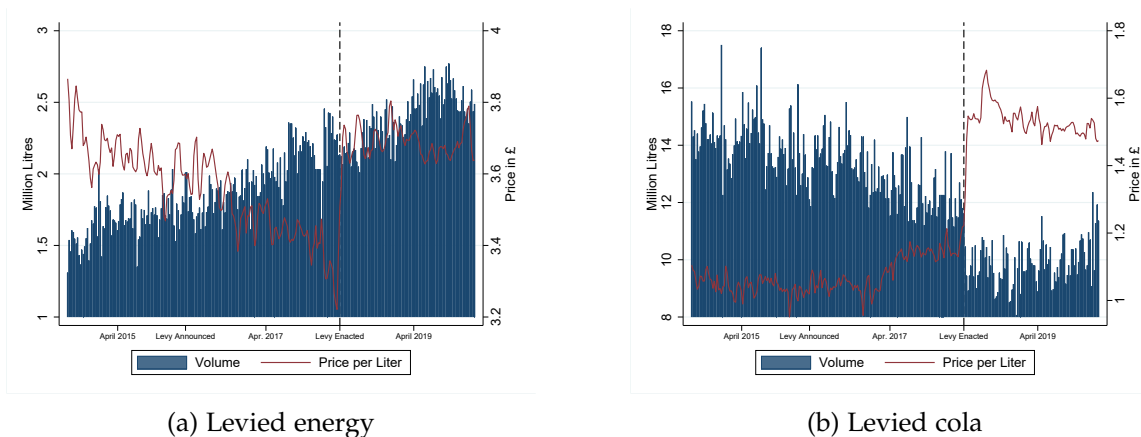 3
2.5
2
1.5
1
Million Litres
4
3.8
3.6
3.4
3.2
Price in £
April 2015
Levy Announced
Apr. 2017
Levy Enacted
April 2019
Volume
Price per Liter
(a) Levied energy
18
16
14
12
10
8
Million Litres
1.8
1.6
1.4
1.2
1
Price in £
April 2015
Levy Announced
Apr. 2017
Levy Enacted
April 2019
Volume
Price per Liter
(b) Levied cola